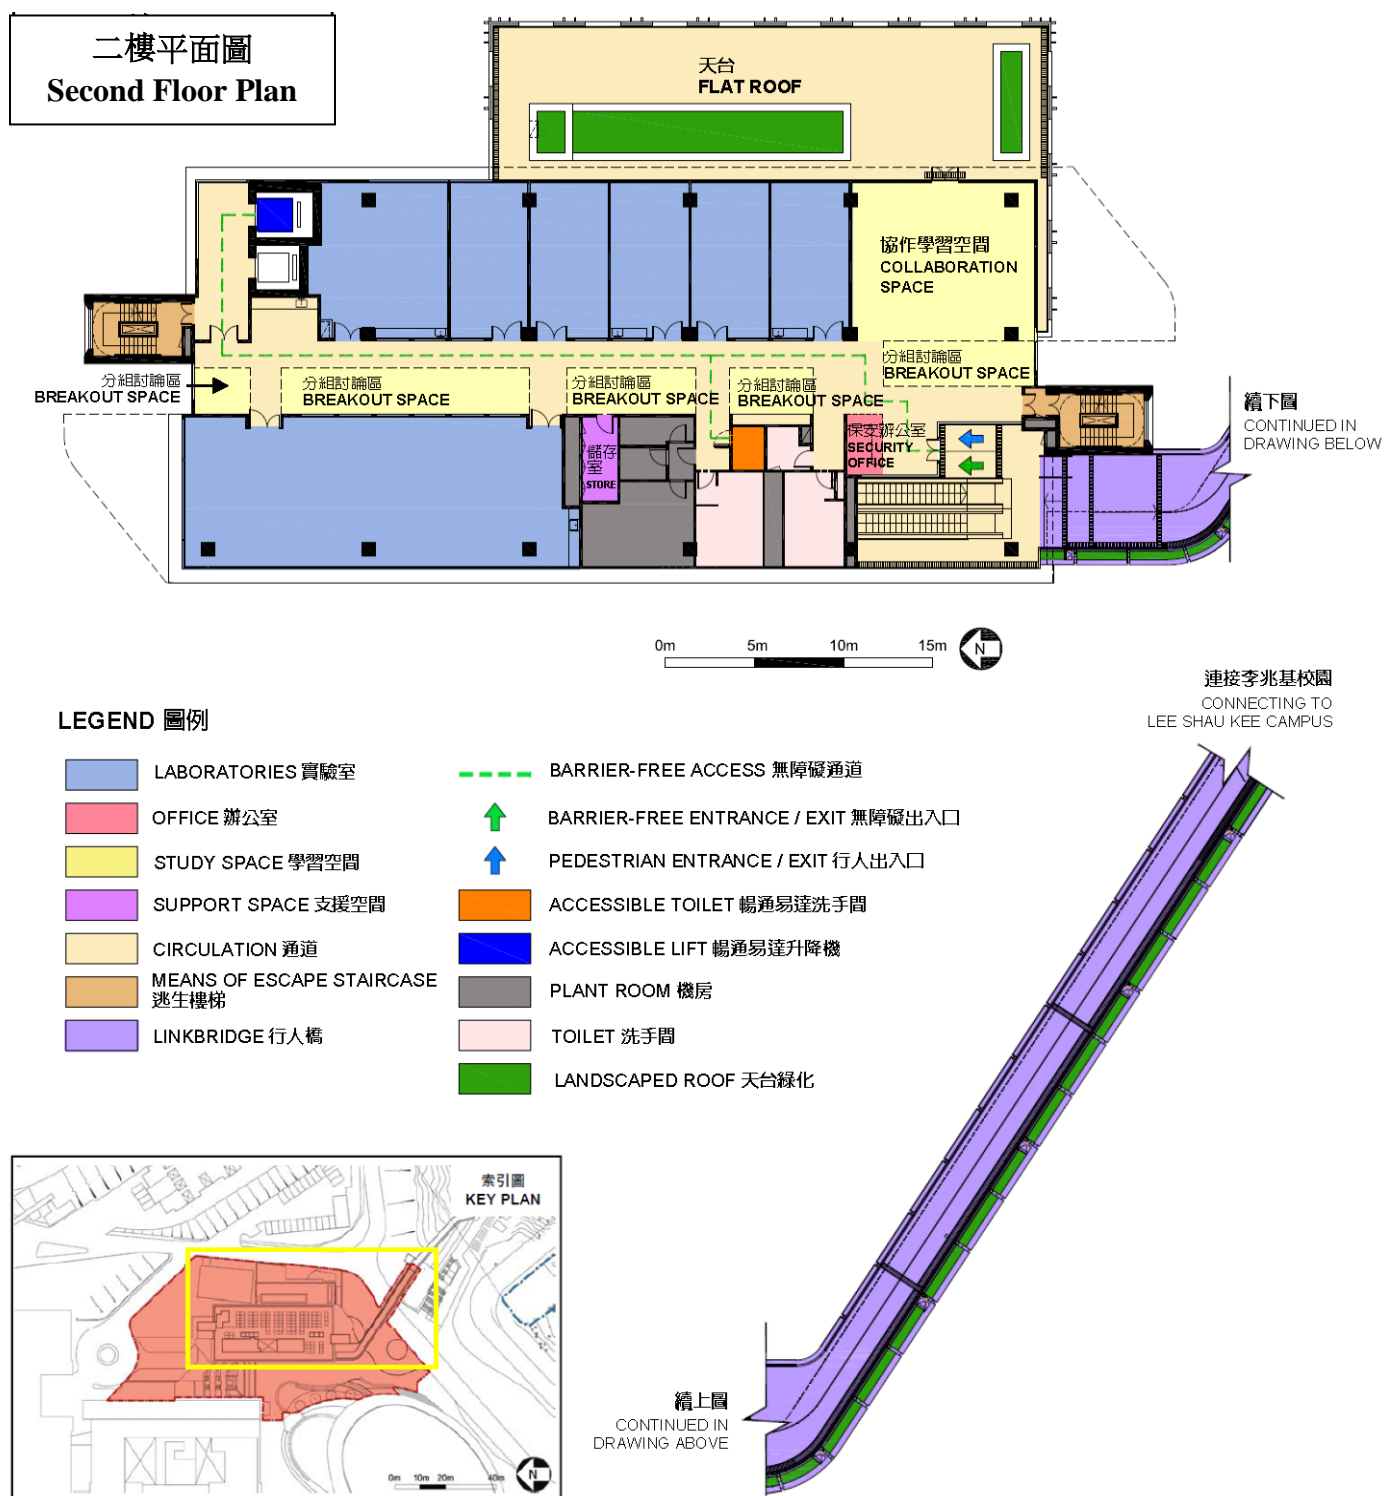 二樓平面圖
Second Floor Plan
天台
FLAT ROOF
協作學習空間
COLLABORATION
SPACE
分組討論區
BREAKOUT SPACE
分組討論區
BREAKOUT SPACE
分組討論區
BREAKOUT SPACE
分組討論區
BREAKOUT SPACE
分組討論區
BREAKOUT SPACE
儲存
室
STORE
保安辦公室
SECURITY
OFFICE
續下圖
CONTINUED IN
DRAWING BELOW
0m 5m 10m 15m
N
連接李兆基校園
CONNECTING TO
LEE SHAU KEE CAMPUS
LEGEND 圖例
LABORATORIES 實驗室
OFFICE 辦公室
STUDY SPACE 學習空間
SUPPORT SPACE 支援空間
CIRCULATION 通道
MEANS OF ESCAPE STAIRCASE
逃生樓梯
LINKBRIDGE 行人橋
BARRIER-FREE ACCESS 無障礙通道
BARRIER-FREE ENTRANCE / EXIT 無障礙出入口
PEDESTRIAN ENTRANCE / EXIT 行人出入口
ACCESSIBLE TOILET 暢通易達洗手間
ACCESSIBLE LIFT 暢通易達升降機
PLANT ROOM 機房
TOILET 洗手間
LANDSCAPED ROOF 天台綠化
索引圖
KEY PLAN
0m 10m 20m 40m
N
續上圖
CONTINUED IN
DRAWING ABOVE